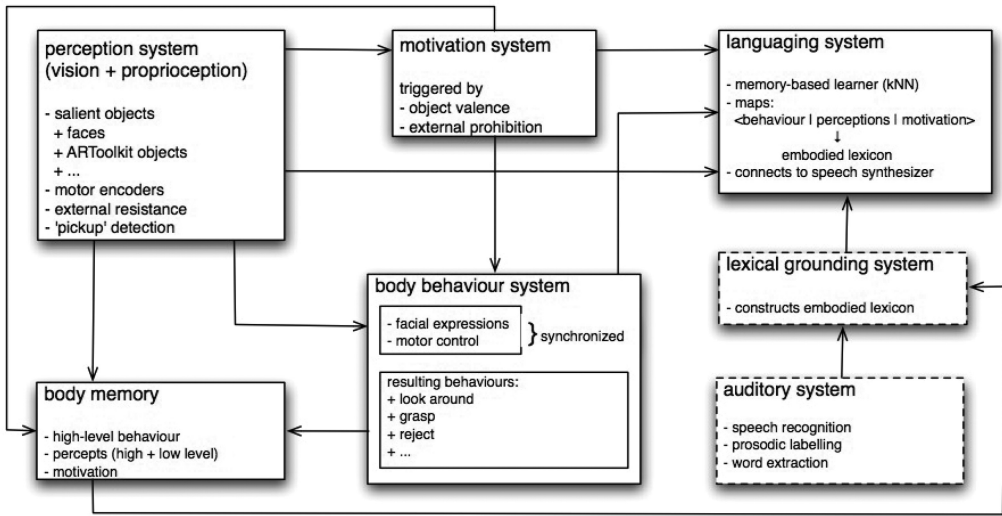 perception system
(vision + proprioception)
- salient objects
+ faces
+ ARToolkit objects
+ ...
- motor encoders
- external resistance
- 'pickup' detection
motivation system
triggered by
- object valence
- external prohibition
languaging system
- memory-based learner (kNN)
- maps:
<behaviour | perceptions | motivation>
↓
embodied lexicon
- connects to speech synthesizer
body behaviour system
- facial expressions
- motor control
} synchronized
resulting behaviours:
+ look around
+ grasp
+ reject
+ ...
lexical grounding system
- constructs embodied lexicon
body memory
- high-level behaviour
- percepts (high + low level)
- motivation
auditory system
- speech recognition
- prosodic labelling
- word extraction